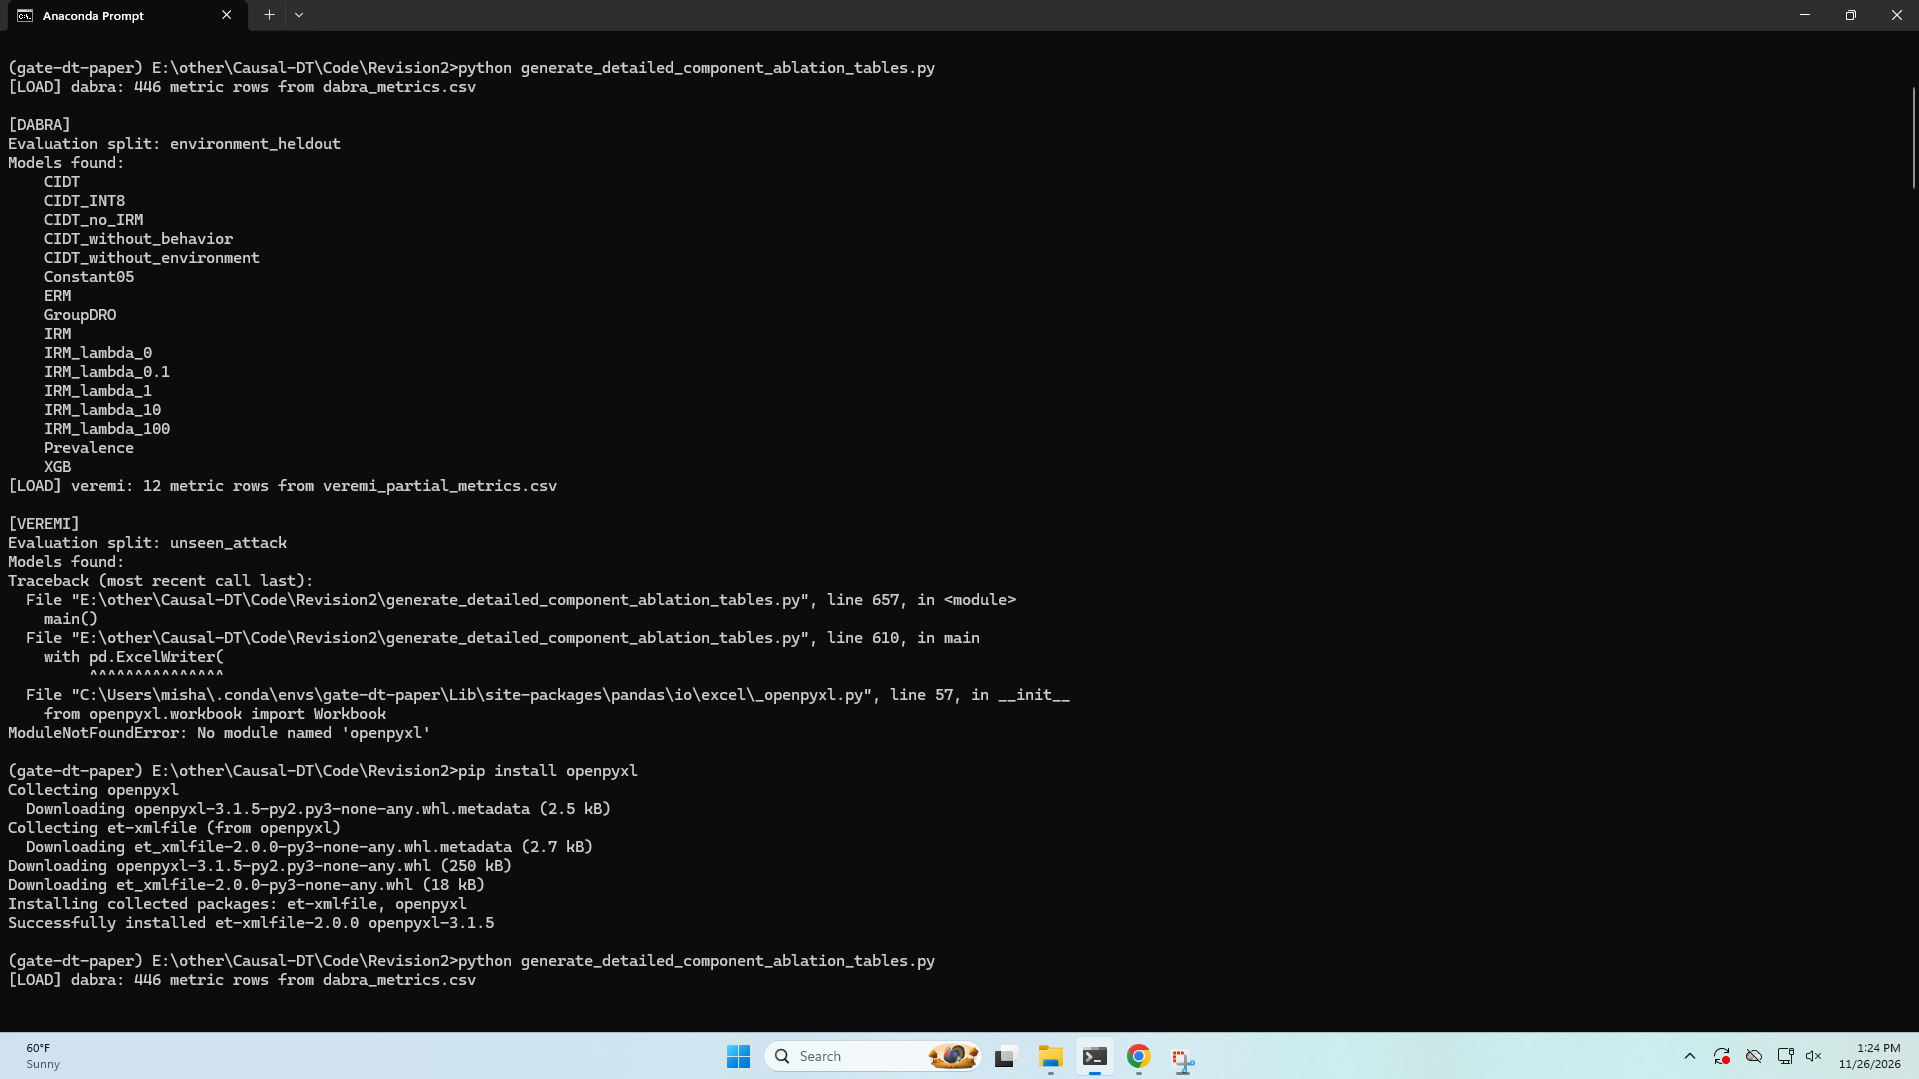 Anaconda Prompt
(gate-dt-paper) E:\other\Causal-DT\Code\Revision2>python generate_detailed_component_ablation_tables.py
[LOAD] dabra: 446 metric rows from dabra_metrics.csv
[DABRA]
Evaluation split: environment_heldout
Models found:
    CIDT
    CIDT_INT8
    CIDT_no_IRM
    CIDT_without_behavior
    CIDT_without_environment
    Constant05
    ERM
    GroupDRO
    IRM
    IRM_lambda_0
    IRM_lambda_0.1
    IRM_lambda_1
    IRM_lambda_10
    IRM_lambda_100
    Prevalence
    XGB
[LOAD] veremi: 12 metric rows from veremi_partial_metrics.csv
[VEREMI]
Evaluation split: unseen_attack
Models found:
Traceback (most recent call last):
  File "E:\other\Causal-DT\Code\Revision2\generate_detailed_component_ablation_tables.py", line 657, in <module>
    main()
  File "E:\other\Causal-DT\Code\Revision2\generate_detailed_component_ablation_tables.py", line 610, in main
    with pd.ExcelWriter(
         ^^^^^^^^^^^^^^^
  File "C:\Users\misha\.conda\envs\gate-dt-paper\Lib\site-packages\pandas\io\excel\_openpyxl.py", line 57, in __init__
    from openpyxl.workbook import Workbook
ModuleNotFoundError: No module named 'openpyxl'
(gate-dt-paper) E:\other\Causal-DT\Code\Revision2>pip install openpyxl
Collecting openpyxl
  Downloading openpyxl-3.1.5-py2.py3-none-any.whl.metadata (2.5 kB)
Collecting et-xmlfile (from openpyxl)
  Downloading et_xmlfile-2.0.0-py3-none-any.whl.metadata (2.7 kB)
Downloading openpyxl-3.1.5-py2.py3-none-any.whl (250 kB)
Downloading et_xmlfile-2.0.0-py3-none-any.whl (18 kB)
Installing collected packages: et-xmlfile, openpyxl
Successfully installed et-xmlfile-2.0.0 openpyxl-3.1.5
(gate-dt-paper) E:\other\Causal-DT\Code\Revision2>python generate_detailed_component_ablation_tables.py
[LOAD] dabra: 446 metric rows from dabra_metrics.csv
60°F
Sunny
Search
1:24 PM
11/26/2026